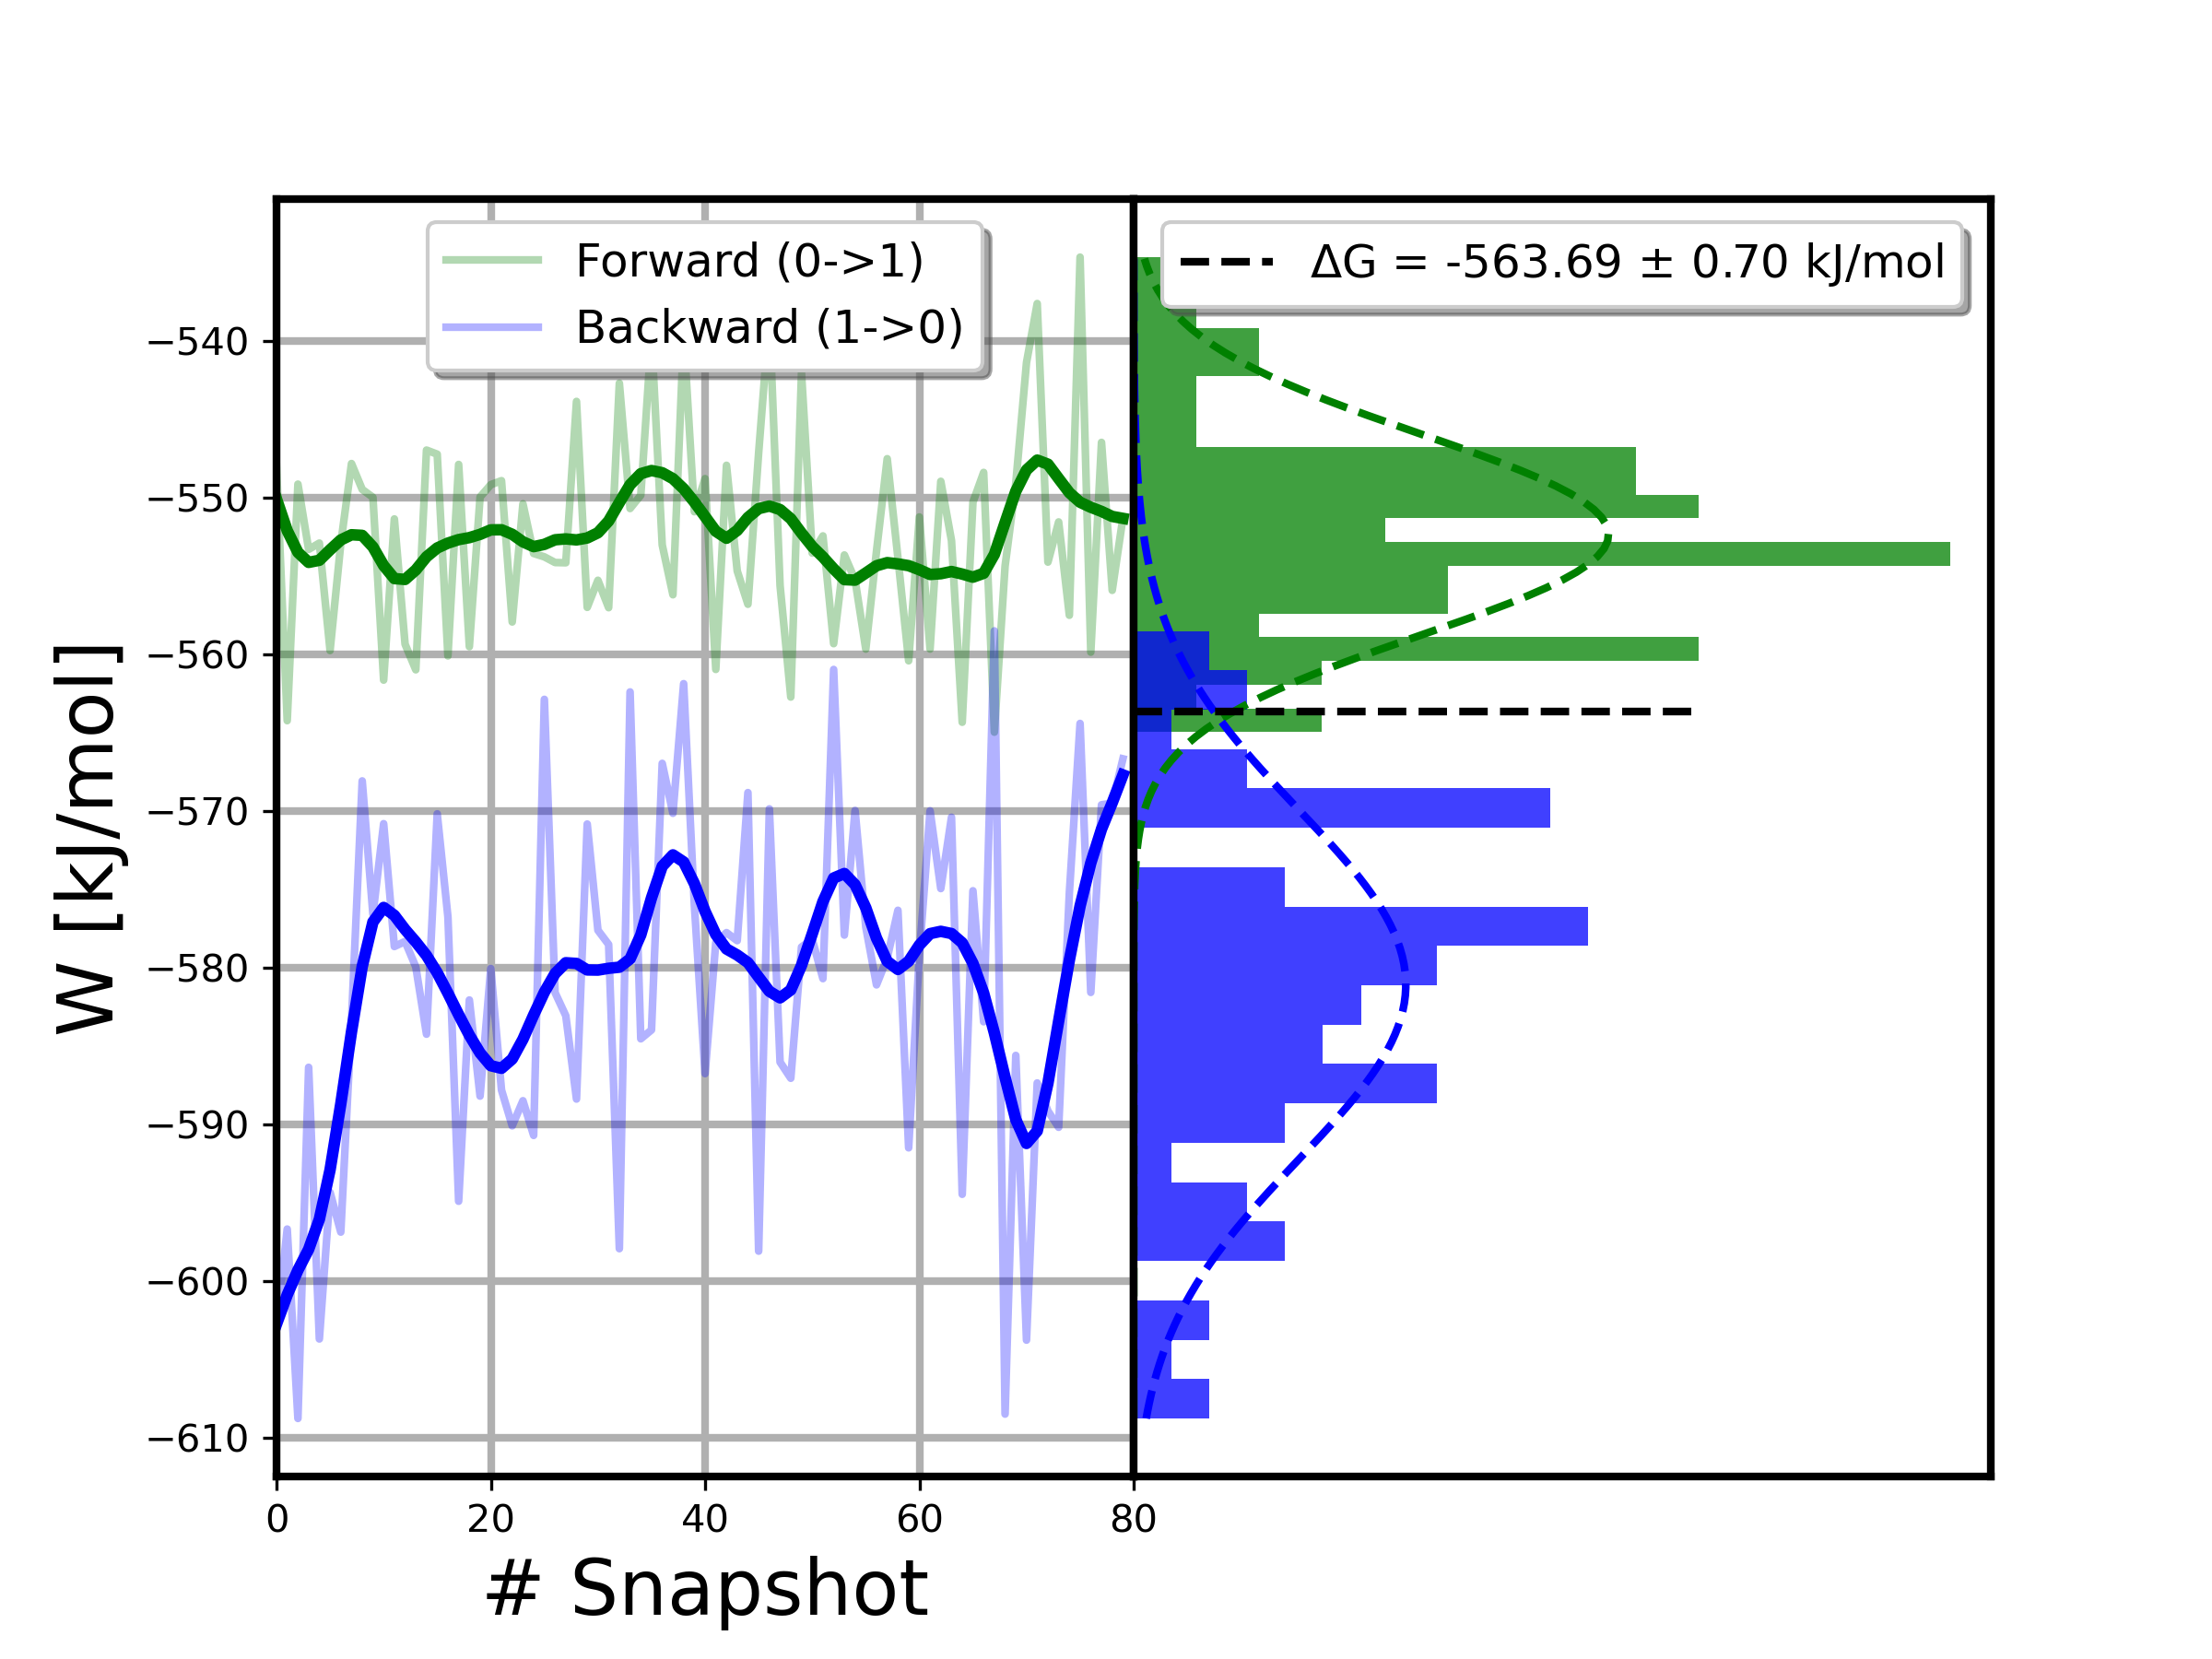 Forward (0->1)
Backward (1->0)
ΔG = -563.69 ± 0.70 kJ/mol
W [kJ/mol]
−540
−550
−560
−570
−580
−590
−600
−610
0 20 40 60 80
# Snapshot